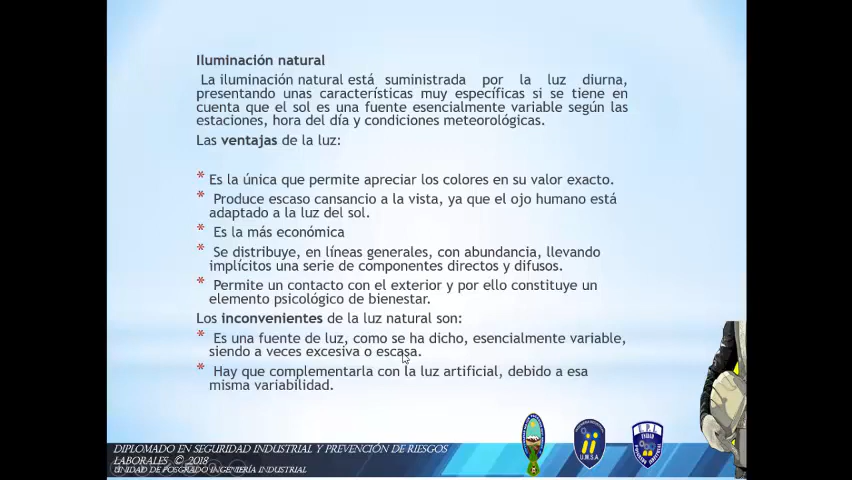 Iluminación natural
La iluminación natural está suministrada por la luz diurna,
presentando unas características muy específicas si se tiene en
cuenta que el sol es una fuente esencialmente variable según las
estaciones, hora del día y condiciones meteorológicas.
Las ventajas de la luz:
* Es la única que permite apreciar los colores en su valor exacto.
* Produce escaso cansancio a la vista, ya que el ojo humano está
adaptado a la luz del sol.
* Es la más económica
* Se distribuye, en líneas generales, con abundancia, llevando
implícitos una serie de componentes directos y difusos.
* Permite un contacto con el exterior y por ello constituye un
elemento psicológico de bienestar.
Los inconvenientes de la luz natural son:
* Es una fuente de luz, como se ha dicho, esencialmente variable,
siendo a veces excesiva o escasa.
* Hay que complementarla con la luz artificial, debido a esa
misma variabilidad.
DIPLOMADO EN SEGURIDAD INDUSTRIAL Y PREVENCIÓN DE RIESGOS
LABORALES © 2018
UNIDAD DE POSGRADO INGENIERÍA INDUSTRIAL
U.M.S.A